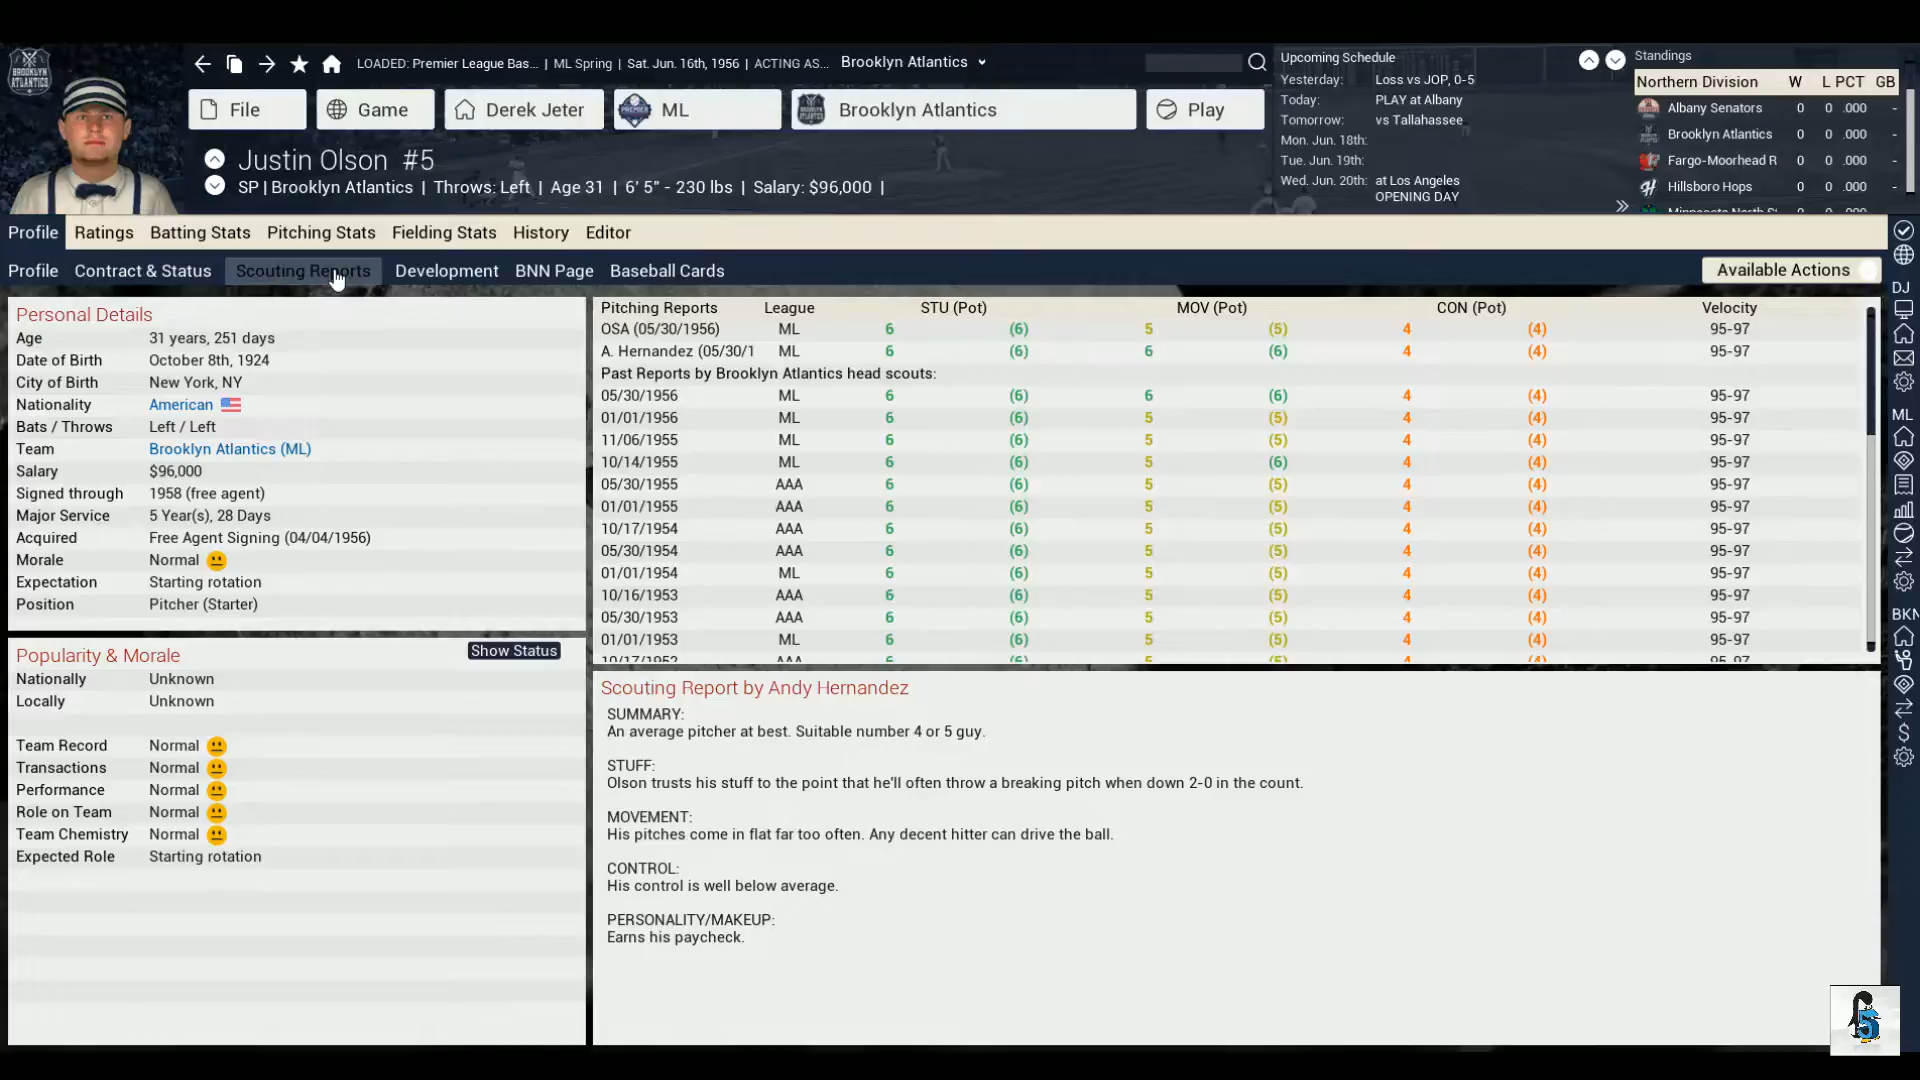 LOADED: Premier League Bas... | ML Spring | Sat. Jun. 16th, 1956 | ACTING AS... Brooklyn Atlantics
File Game Derek Jeter ML Brooklyn Atlantics Play
Justin Olson #5
SP | Brooklyn Atlantics | Throws: Left | Age 31 | 6' 5" - 230 lbs | Salary: $96,000 |
Upcoming Schedule
Yesterday: Loss vs JOP, 0-5
Today: PLAY at Albany
Tomorrow: vs Tallahassee
Mon. Jun. 18th:
Tue. Jun. 19th:
Wed. Jun. 20th: at Los Angeles
OPENING DAY
Standings
Northern Division W L PCT GB
Albany Senators 0 0 .000 -
Brooklyn Atlantics 0 0 .000 -
Fargo-Moorhead R 0 0 .000 -
Hillsboro Hops 0 0 .000 -
BROOKLYN
ATLANTICS
Profile Ratings Batting Stats Pitching Stats Fielding Stats History Editor
Profile Contract & Status Scouting Reports Development BNN Page Baseball Cards Available Actions
Personal Details
Age 31 years, 251 days
Date of Birth October 8th, 1924
City of Birth New York, NY
Nationality American
Bats / Throws Left / Left
Team Brooklyn Atlantics (ML)
Salary $96,000
Signed through 1958 (free agent)
Major Service 5 Year(s), 28 Days
Acquired Free Agent Signing (04/04/1956)
Morale Normal
Expectation Starting rotation
Position Pitcher (Starter)
Popularity & Morale Show Status
Nationally Unknown
Locally Unknown
Team Record Normal
Transactions Normal
Performance Normal
Role on Team Normal
Team Chemistry Normal
Expected Role Starting rotation
Pitching Reports League STU (Pot) MOV (Pot) CON (Pot) Velocity
OSA (05/30/1956) ML 6 (6) 5 (5) 4 (4) 95-97
A. Hernandez (05/30/1 ML 6 (6) 6 (6) 4 (4) 95-97
Past Reports by Brooklyn Atlantics head scouts:
05/30/1956 ML 6 (6) 6 (6) 4 (4) 95-97
01/01/1956 ML 6 (6) 5 (5) 4 (4) 95-97
11/06/1955 ML 6 (6) 5 (5) 4 (4) 95-97
10/14/1955 ML 6 (6) 5 (6) 4 (4) 95-97
05/30/1955 AAA 6 (6) 5 (5) 4 (4) 95-97
01/01/1955 AAA 6 (6) 5 (5) 4 (4) 95-97
10/17/1954 AAA 6 (6) 5 (5) 4 (4) 95-97
05/30/1954 AAA 6 (6) 5 (5) 4 (4) 95-97
01/01/1954 ML 6 (6) 5 (5) 4 (4) 95-97
10/16/1953 AAA 6 (6) 5 (5) 4 (4) 95-97
05/30/1953 AAA 6 (6) 5 (5) 4 (4) 95-97
01/01/1953 ML 6 (6) 5 (5) 4 (4) 95-97
10/17/1952 AAA 6 (6) 5 (5) 4 (4) 95-97
Scouting Report by Andy Hernandez
SUMMARY:
An average pitcher at best. Suitable number 4 or 5 guy.
STUFF:
Olson trusts his stuff to the point that he'll often throw a breaking pitch when down 2-0 in the count.
MOVEMENT:
His pitches come in flat far too often. Any decent hitter can drive the ball.
CONTROL:
His control is well below average.
PERSONALITY/MAKEUP:
Earns his paycheck.
DJ
ML
BKN